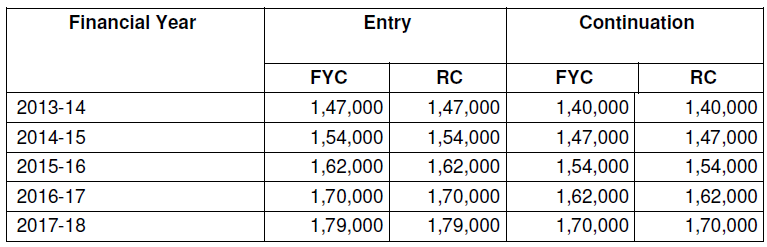 Financial Year Entry Continuation
FYC RC FYC RC
2013-14 1,47,000 1,47,000 1,40,000 1,40,000
2014-15 1,54,000 1,54,000 1,47,000 1,47,000
2015-16 1,62,000 1,62,000 1,54,000 1,54,000
2016-17 1,70,000 1,70,000 1,62,000 1,62,000
2017-18 1,79,000 1,79,000 1,70,000 1,70,000